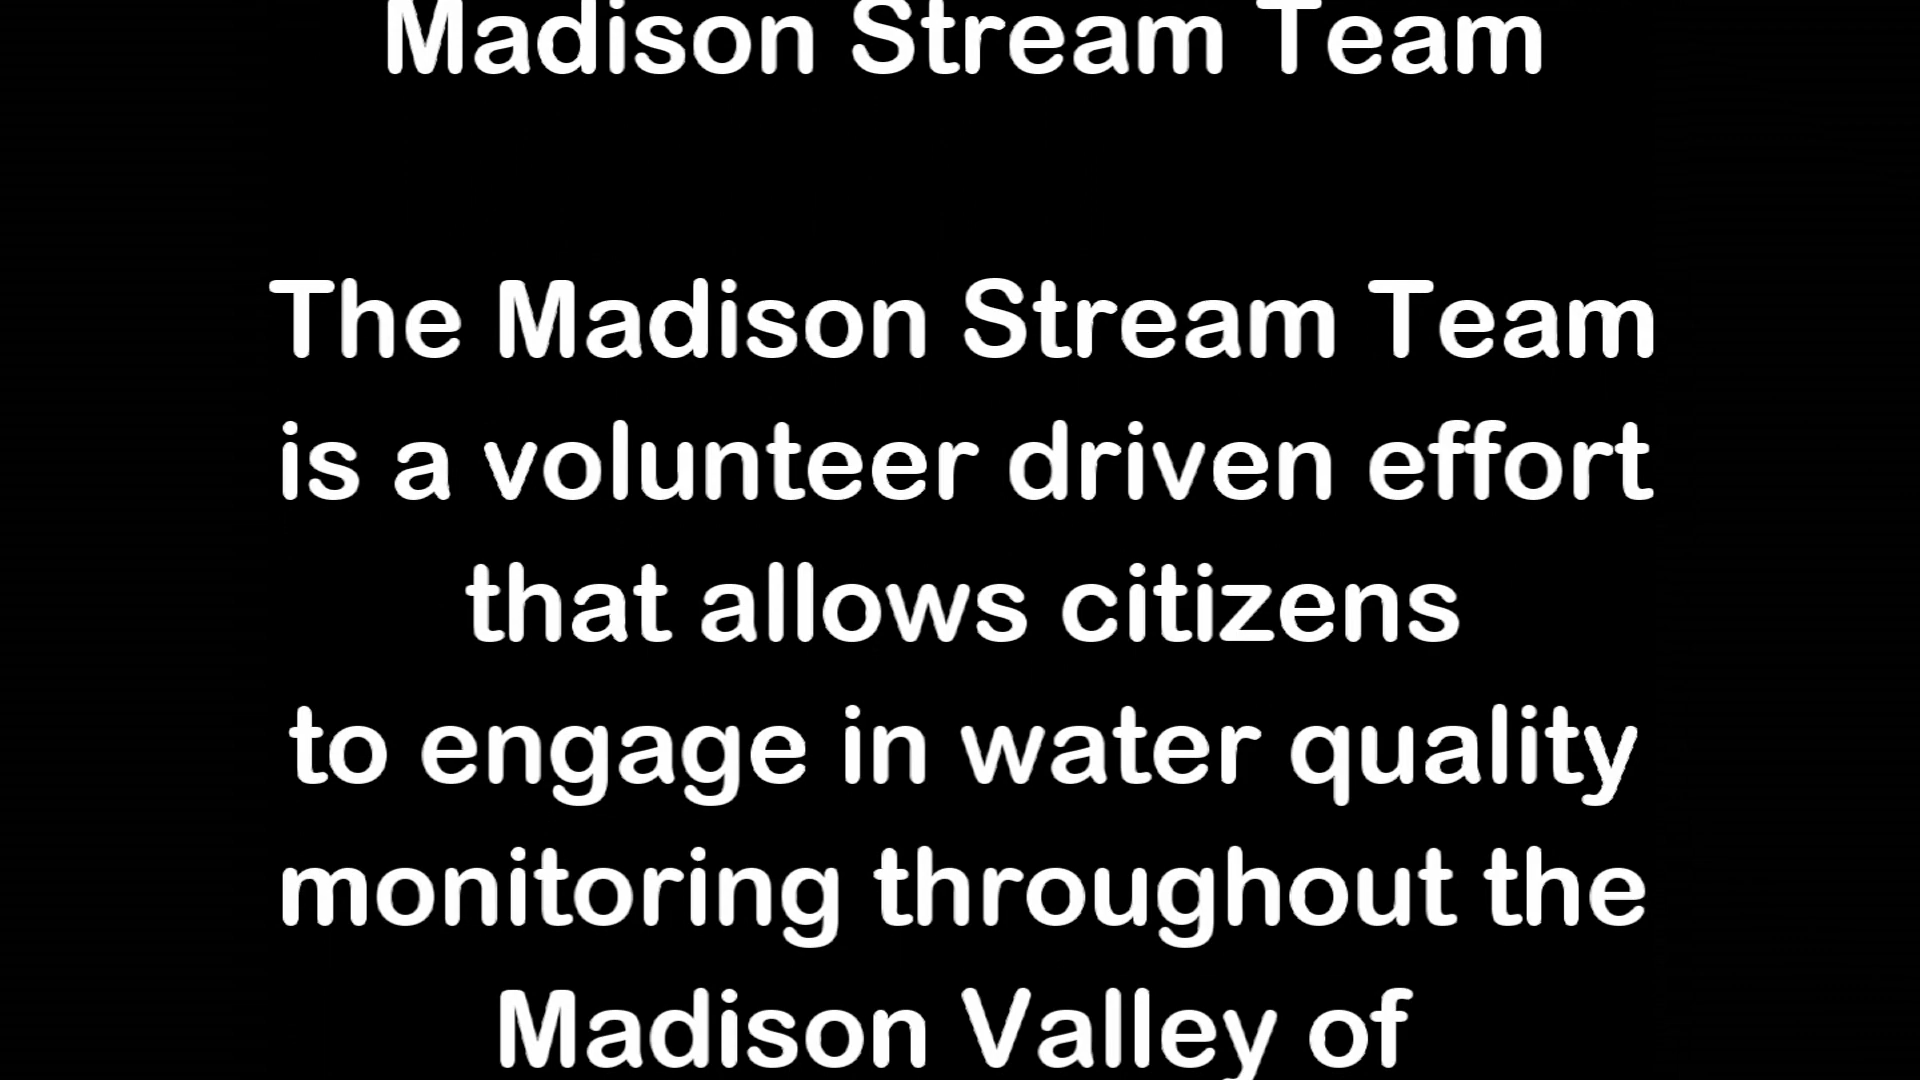 Madison Stream Team
The Madison Stream Team
is a volunteer driven effort
that allows citizens
to engage in water quality
monitoring throughout the
Madison Valley of